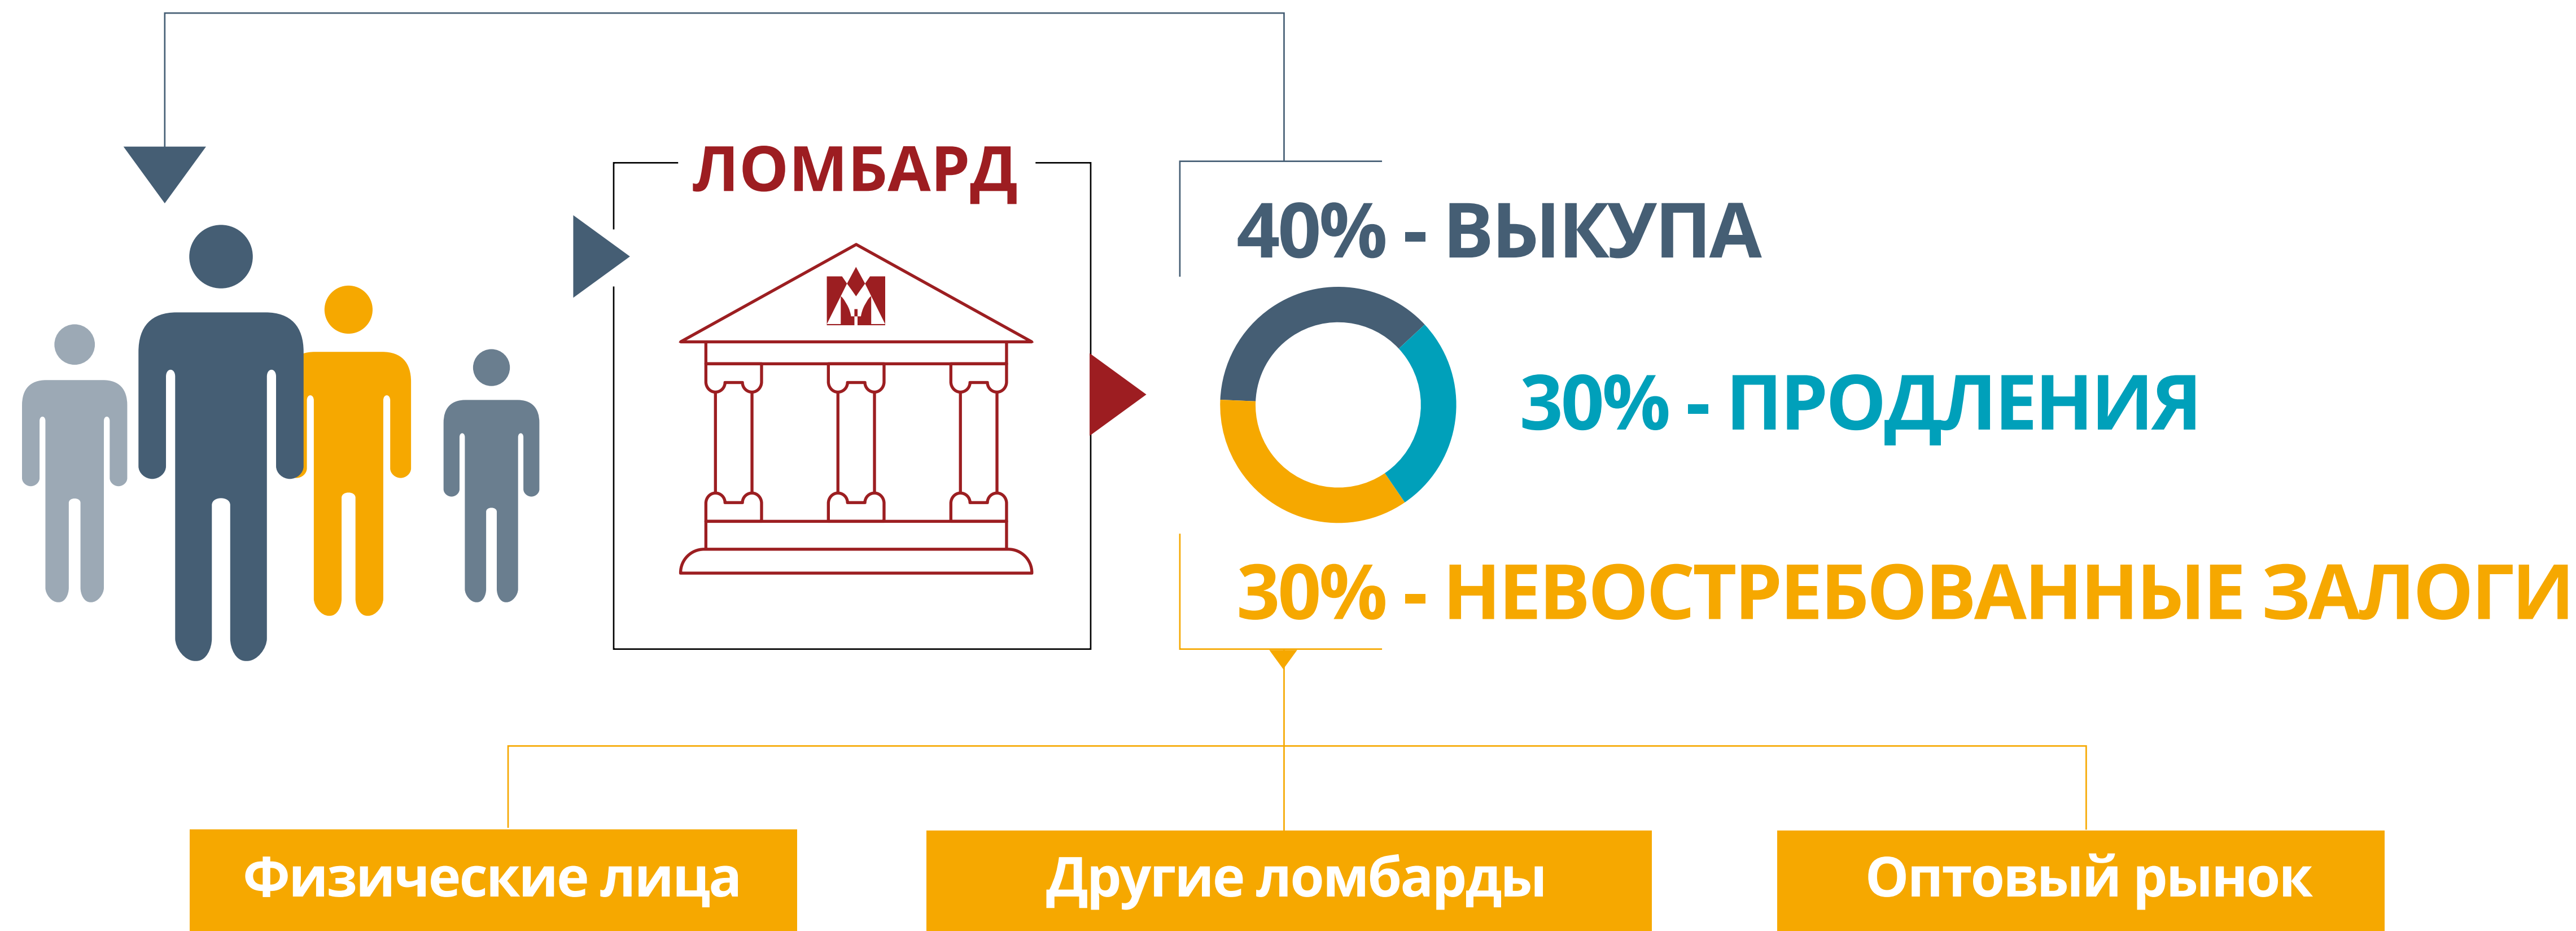 ЛОМБАРД
40% - ВЫКУПА
30% - ПРОДЛЕНИЯ
30% - НЕВОСТРЕБОВАННЫЕ ЗАЛОГИ
Физические лица
Другие ломбарды
Оптовый рынок